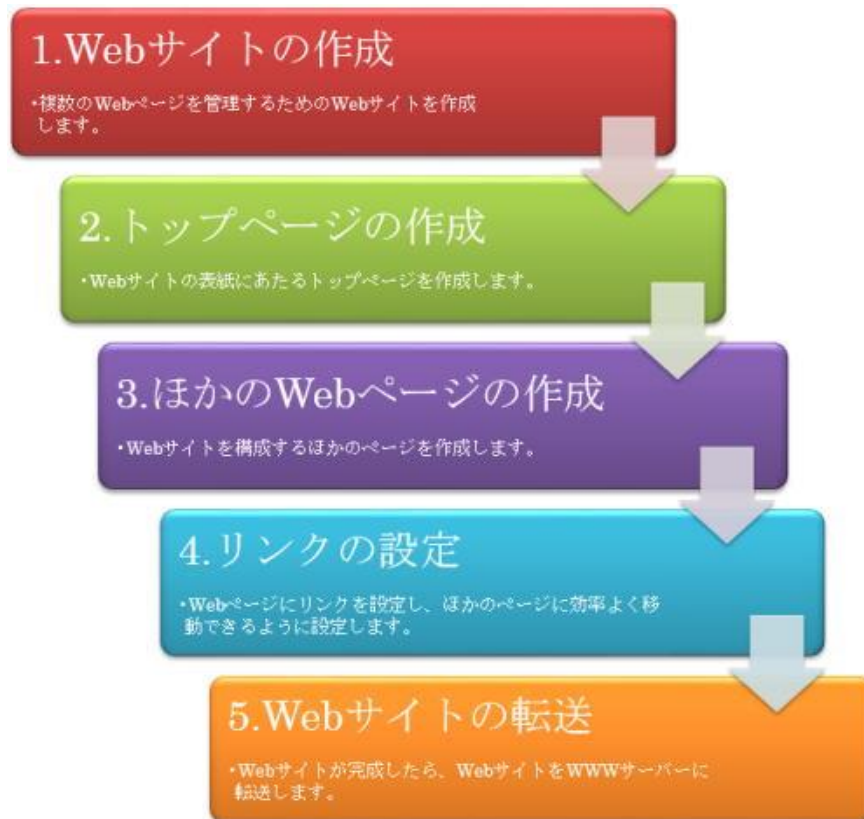 1.Webサイトの作成
・複数のWebページを管理するためのWebサイトを作成
します。
2.トップページの作成
・Webサイトの表紙にあたるトップページを作成します。
3.ほかのWebページの作成
・Webサイトを構成するほかのページを作成します。
4.リンクの設定
・Webページにリンクを設定し、ほかのページに効率よく移
動できるように設定します。
5.Webサイトの転送
・Webサイトが完成したら、WebサイトをWWWサーバーに
転送します。